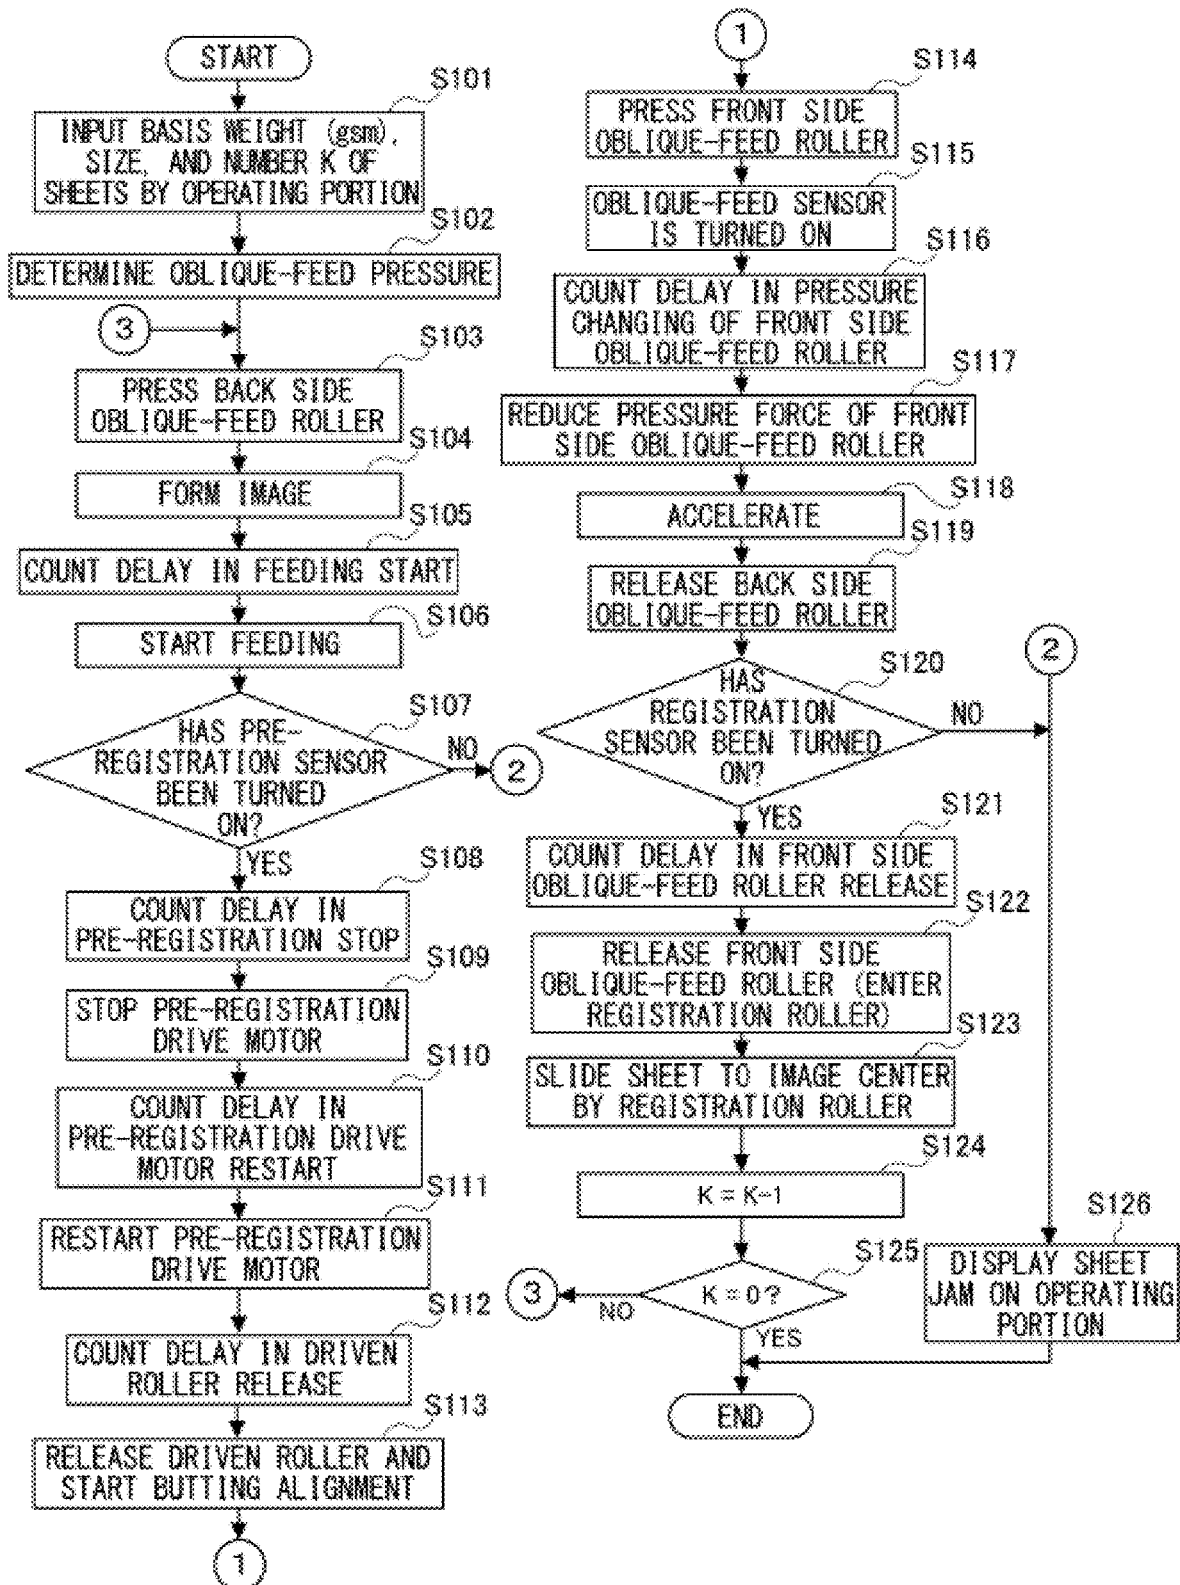 START
S101
INPUT BASIS WEIGHT (gsm),
SIZE, AND NUMBER K OF
SHEETS BY OPERATING PORTION
S102
DETERMINE OBLIQUE-FEED PRESSURE
3
S103
PRESS BACK SIDE
OBLIQUE-FEED ROLLER
S104
FORM IMAGE
S105
COUNT DELAY IN FEEDING START
S106
START FEEDING
S107
HAS PRE-
REGISTRATION SENSOR
BEEN TURNED
ON?
NO
2
YES
S108
COUNT DELAY IN
PRE-REGISTRATION STOP
S109
STOP PRE-REGISTRATION
DRIVE MOTOR
S110
COUNT DELAY IN
PRE-REGISTRATION DRIVE
MOTOR RESTART
S111
RESTART PRE-REGISTRATION
DRIVE MOTOR
S112
COUNT DELAY IN DRIVEN
ROLLER RELEASE
S113
RELEASE DRIVEN ROLLER AND
START BUTTING ALIGNMENT
1
1
S114
PRESS FRONT SIDE
OBLIQUE-FEED ROLLER
S115
OBLIQUE-FEED SENSOR
IS TURNED ON
S116
COUNT DELAY IN PRESSURE
CHANGING OF FRONT SIDE
OBLIQUE-FEED ROLLER
S117
REDUCE PRESSURE FORCE OF FRONT
SIDE OBLIQUE-FEED ROLLER
S118
ACCELERATE
S119
RELEASE BACK SIDE
OBLIQUE-FEED ROLLER
S120
HAS
REGISTRATION
SENSOR BEEN TURNED
ON?
NO
2
YES
S121
COUNT DELAY IN FRONT SIDE
OBLIQUE-FEED ROLLER RELEASE
S122
RELEASE FRONT SIDE
OBLIQUE-FEED ROLLER (ENTER
REGISTRATION ROLLER)
S123
SLIDE SHEET TO IMAGE CENTER
BY REGISTRATION ROLLER
S124
K = K-1
S125
K = 0?
NO
3
YES
S126
DISPLAY SHEET
JAM ON OPERATING
PORTION
END